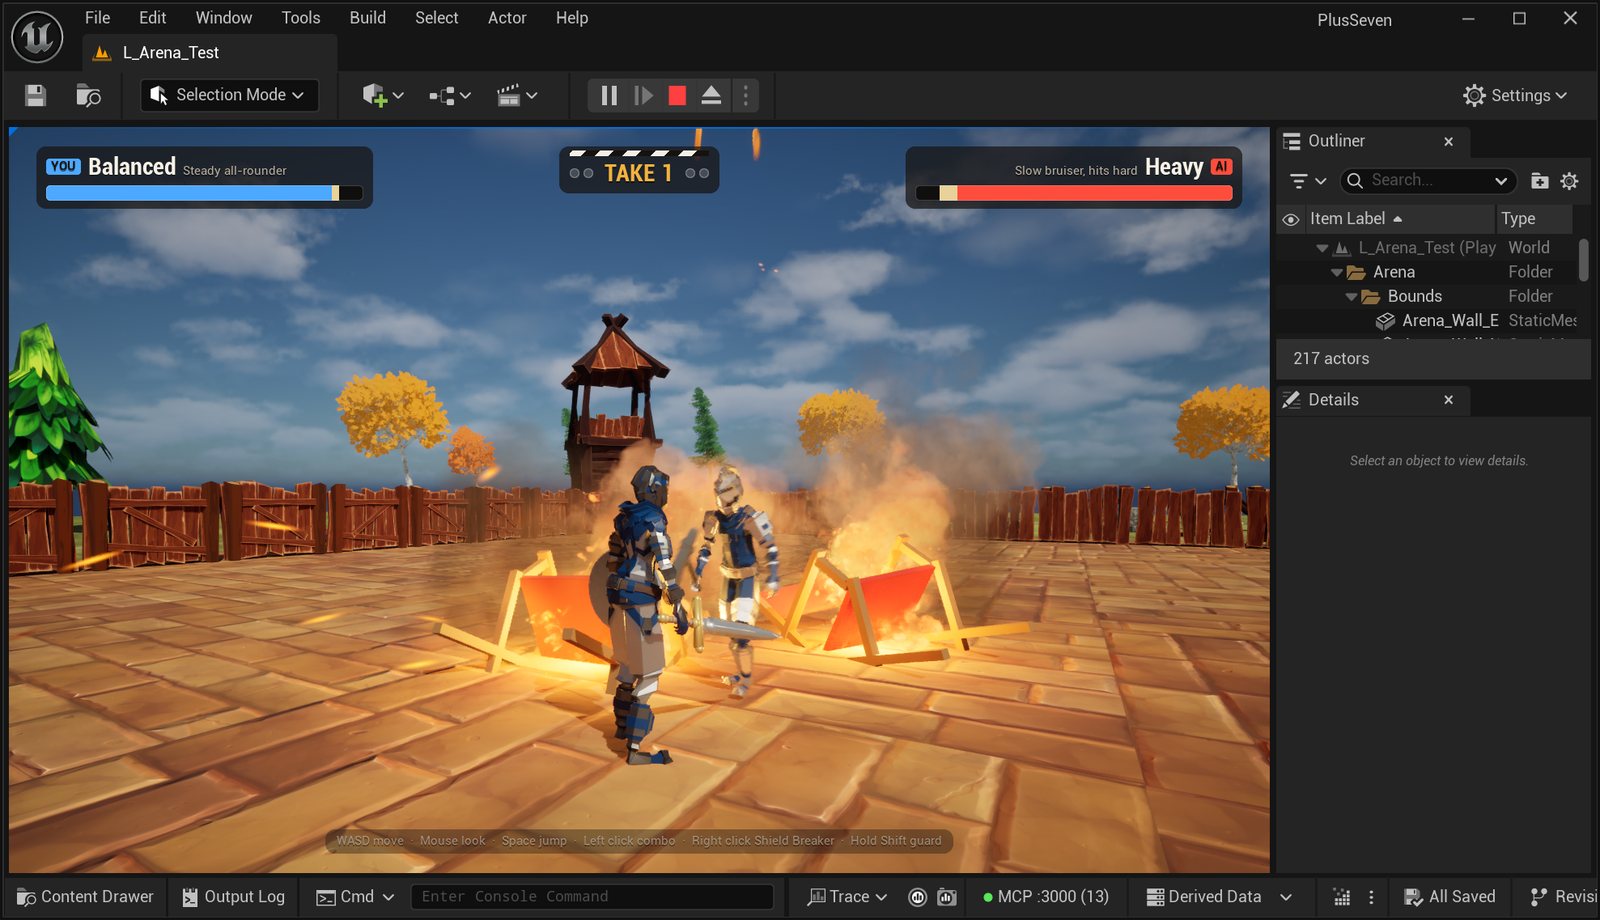 File Edit Window Tools Build Select Actor Help
PlusSeven
L_Arena_Test
Selection Mode
Settings
YOU Balanced Steady all-rounder
TAKE 1
Slow bruiser, hits hard Heavy AI
Outliner
Search...
Item Label Type
L_Arena_Test (Play World
Arena Folder
Bounds Folder
Arena_Wall_E StaticMes
217 actors
Details
Select an object to view details.
WASD move · Mouse look · Space jump · Left click combo · Right click Shield Breaker · Hold Shift guard
Content Drawer Output Log Cmd Enter Console Command Trace MCP :3000 (13) Derived Data All Saved Revisi